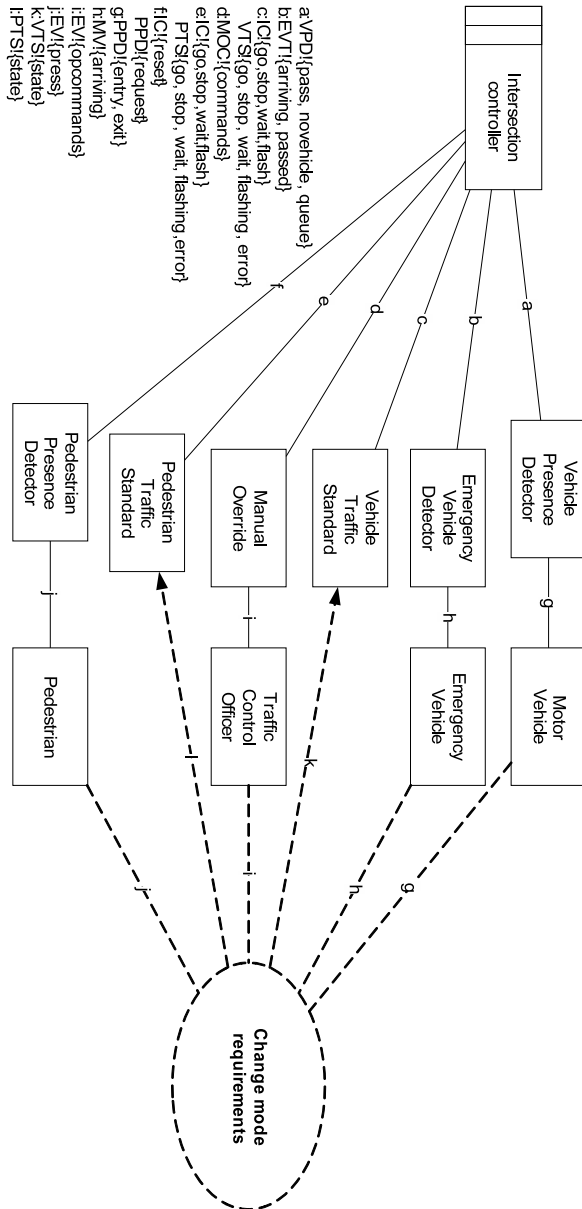 Intersection
controller
a
b
c
d
e
f
Vehicle
Presence
Detector
g
Motor
Vehicle
Emergency
Vehicle
Detector
h
Emergency
Vehicle
Vehicle
Traffic
Standard
Manual
Override
i
Traffic
Control
Officer
Pedestrian
Traffic
Standard
Pedestrian
Presence
Detector
j
Pedestrian
g
h
k
i
l
j
Change mode
requirements
a:VPD!{pass, novehicle, queue}
b:EVT!{arriving, passed}
c:IC!{go,stop,wait,flash}
VTS!{go, stop, wait, flashing, error}
d:MOC!{oommands}
e:IC!{go,stop,wait,flash}
PTS!{go, stop, wait, flashing,error}
f:IC!{reset}
PPD!{request}
g:PPD!{entry, exit}
h:MV!{arriving}
i:EV!{opcommands}
j:EV!{press}
k:VTS!{state}
l:PTS!{state}